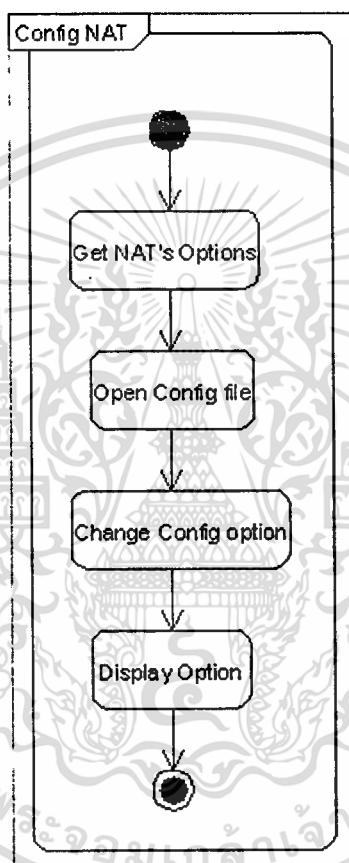 Config NAT
Get NAT's Options
Open Config file
Change Config option
Display Option